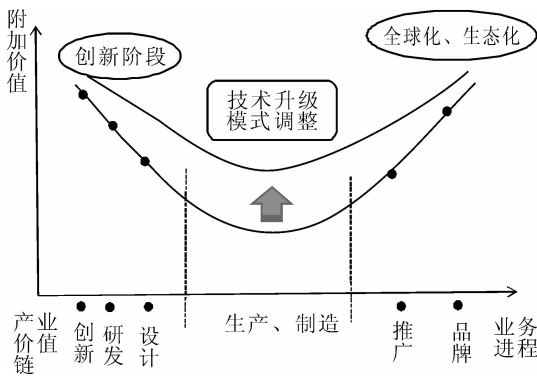 附加价值
创新阶段
全球化、生态化
技术升级
模式调整
产业价值链
创新
研发
设计
生产、制造
推广
品牌
业务进程